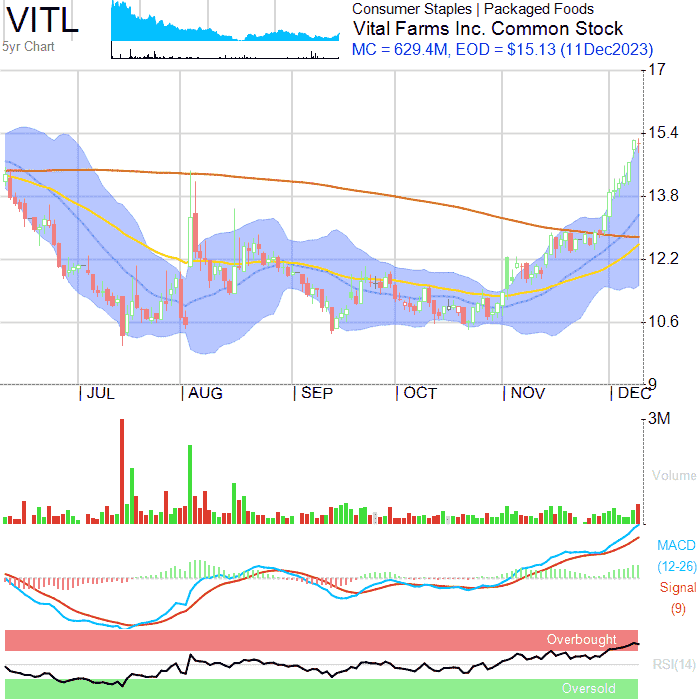 VITL
5yr Chart
Consumer Staples | Packaged Foods
Vital Farms Inc. Common Stock
MC = 629.4M, EOD = $15.13 (11Dec2023)
17
15.4
13.8
12.2
10.6
9
JUL AUG SEP OCT NOV DEC
3M
Volume
MACD
(12-26)
Signal
(9)
Overbought
RSI(14)
Oversold